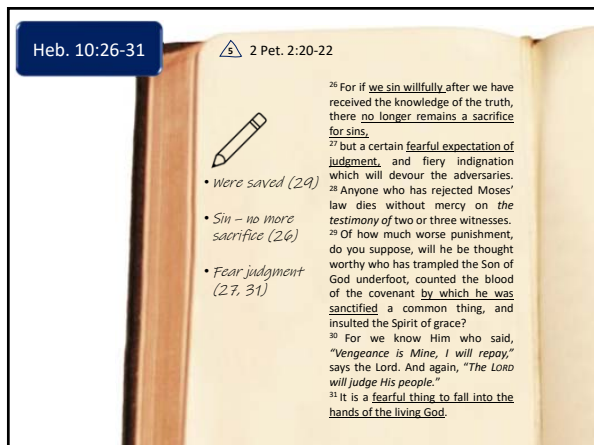 Heb. 10:26-31
5 2 Pet. 2:20-22
26 For if we sin willfully after we have
received the knowledge of the truth,
there no longer remains a sacrifice
for sins,
27 but a certain fearful expectation of
judgment, and fiery indignation
which will devour the adversaries.
28 Anyone who has rejected Moses’
law dies without mercy on the
testimony of two or three witnesses.
29 Of how much worse punishment,
do you suppose, will he be thought
worthy who has trampled the Son of
God underfoot, counted the blood
of the covenant by which he was
sanctified a common thing, and
insulted the Spirit of grace?
30 For we know Him who said,
“Vengeance is Mine, I will repay,”
says the Lord. And again, “The LORD
will judge His people.”
31 It is a fearful thing to fall into the
hands of the living God.
• Were saved (29)
• Sin – no more
sacrifice (26)
• Fear judgment
(27, 31)